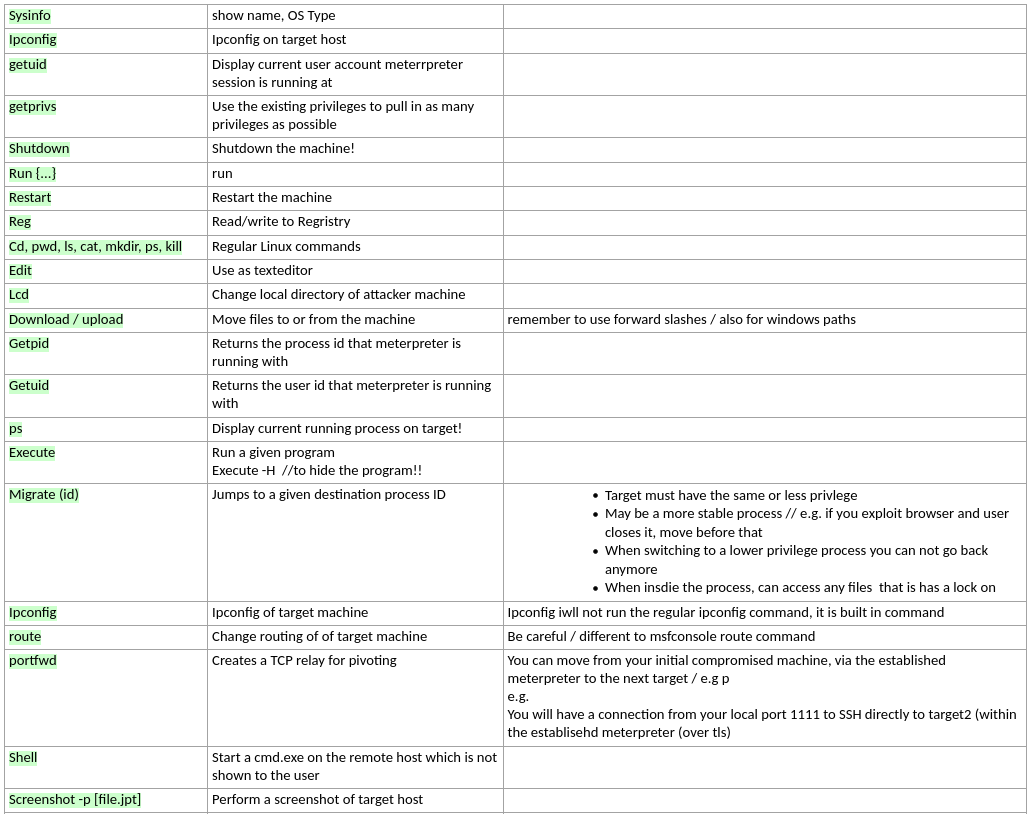 Sysinfo show name, OS Type
Ipconfig Ipconfig on target host
getuid Display current user account meterrpreter
session is running at
getprivs Use the existing privileges to pull in as many
privileges as possible
Shutdown Shutdown the machine!
Run {...} run
Restart Restart the machine
Reg Read/write to Regristry
Cd, pwd, ls, cat, mkdir, ps, kill Regular Linux commands
Edit Use as texteditor
Lcd Change local directory of attacker machine
Download / upload Move files to or from the machine remember to use forward slashes / also for windows paths
Getpid Returns the process id that meterpreter is
running with
Getuid Returns the user id that meterpreter is running
with
ps Display current running process on target!
Execute Run a given program
Execute -H //to hide the program!!
Migrate (id) Jumps to a given destination process ID • Target must have the same or less privlege
• May be a more stable process // e.g. if you exploit browser and user
closes it, move before that
• When switching to a lower privilege process you can not go back
anymore
• When insdie the process, can access any files that is has a lock on
Ipconfig Ipconfig of target machine Ipconfig iwll not run the regular ipconfig command, it is built in command
route Change routing of of target machine Be careful / different to msfconsole route command
portfwd Creates a TCP relay for pivoting You can move from your initial compromised machine, via the established
meterpreter to the next target / e.g p
e.g.
You will have a connection from your local port 1111 to SSH directly to target2 (within
the establisehd meterpreter (over tls)
Shell Start a cmd.exe on the remote host which is not
shown to the user
Screenshot -p [file.jpt] Perform a screenshot of target host